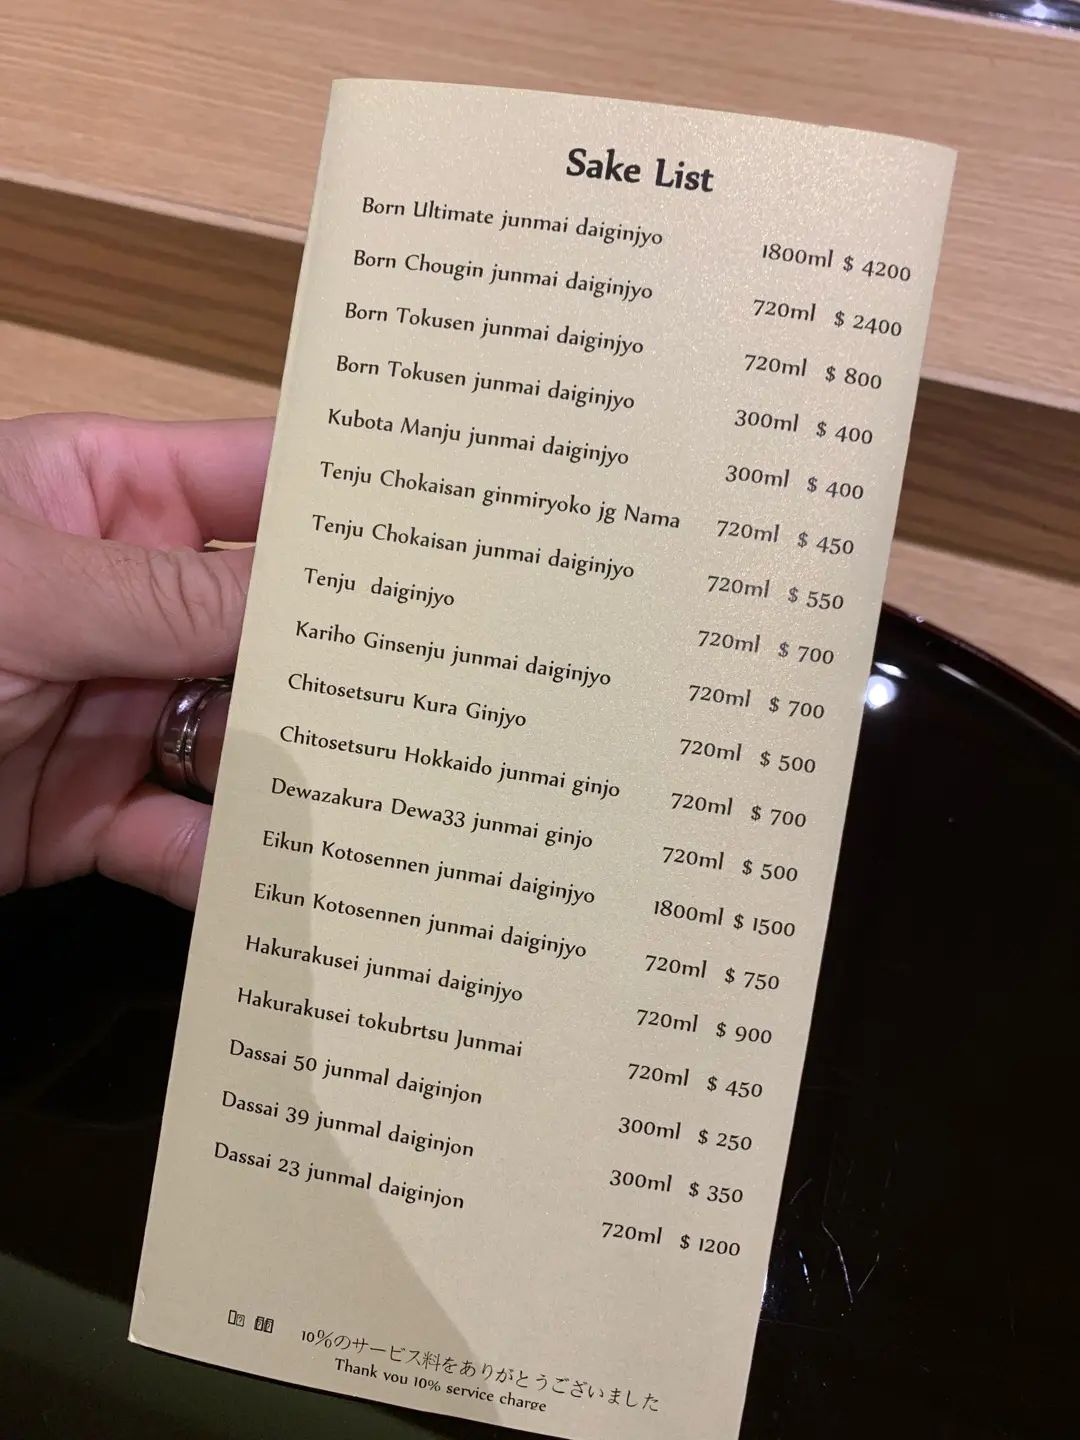 Sake List
Born Ultimate junmai daiginjyo 1800ml $ 4200
Born Chougin junmai daiginjyo 720ml $ 2400
Born Tokusen junmai daiginjyo 720ml $ 800
Born Tokusen junmai daiginjyo 300ml $ 400
Kubota Manju junmai daiginjyo 300ml $ 400
Tenju Chokaisan ginmiryoko jg Nama 720ml $ 450
Tenju Chokaisan junmai daiginjyo 720ml $ 550
Tenju daiginjyo 720ml $ 700
Kariho Ginsenju junmai daiginjyo 720ml $ 700
Chitosetsuru Kura Ginjyo 720ml $ 500
Chitosetsuru Hokkaido junmai ginjo 720ml $ 700
Dewazakura Dewa33 junmai ginjo 720ml $ 500
Eikun Kotosennen junmai daiginjyo 1800ml $ 1500
Eikun Kotosennen junmai daiginjyo 720ml $ 750
Hakurakusei junmai daiginjyo 720ml $ 900
Hakurakusei tokubrtsu Junmai 720ml $ 450
Dassai 50 junmal daiginjon 300ml $ 250
Dassai 39 junmal daiginjon 300ml $ 350
Dassai 23 junmal daiginjon 720ml $ 1200
10%のサービス料をありがとうございました
Thank you 10% service charge